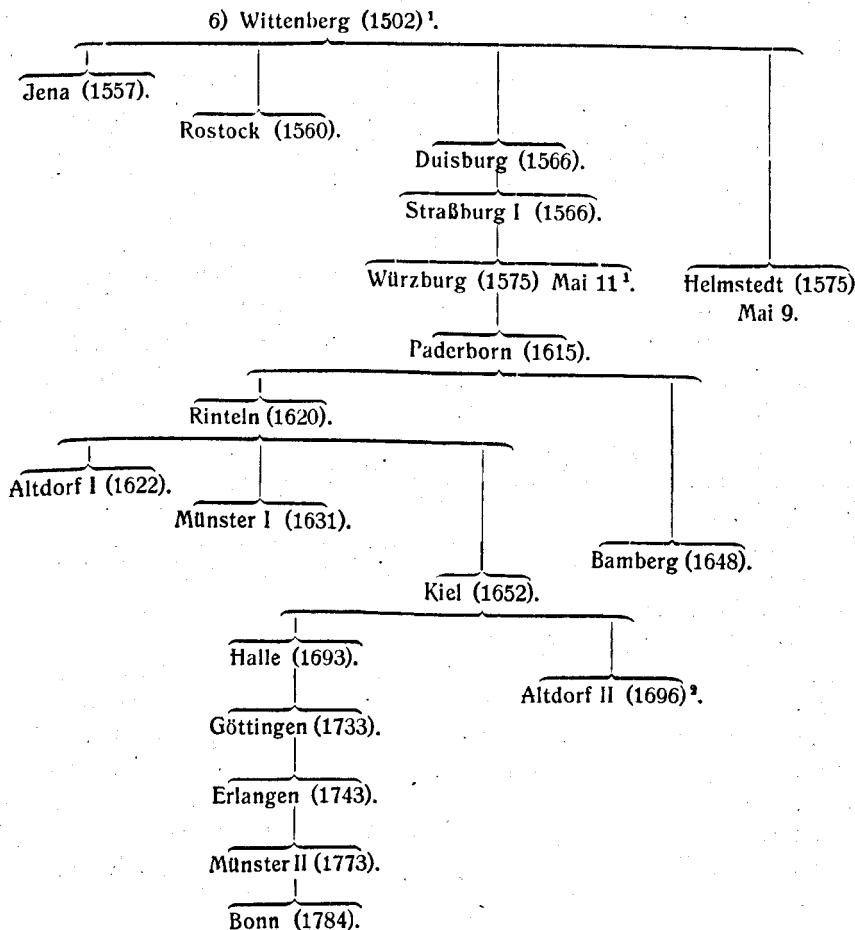 6) Wittenberg (1502)¹.
Jena (1557).
Rostock (1560).
Duisburg (1566).
Straßburg I (1566).
Würzburg (1575) Mai 11¹.
Helmstedt (1575)
Mai 9.
Paderborn (1615).
Rinteln (1620).
Altdorf I (1622).
Münster I (1631).
Bamberg (1648).
Kiel (1652).
Halle (1693).
Altdorf II (1696)².
Göttingen (1733).
Erlangen (1743).
Münster II (1773).
Bonn (1784).